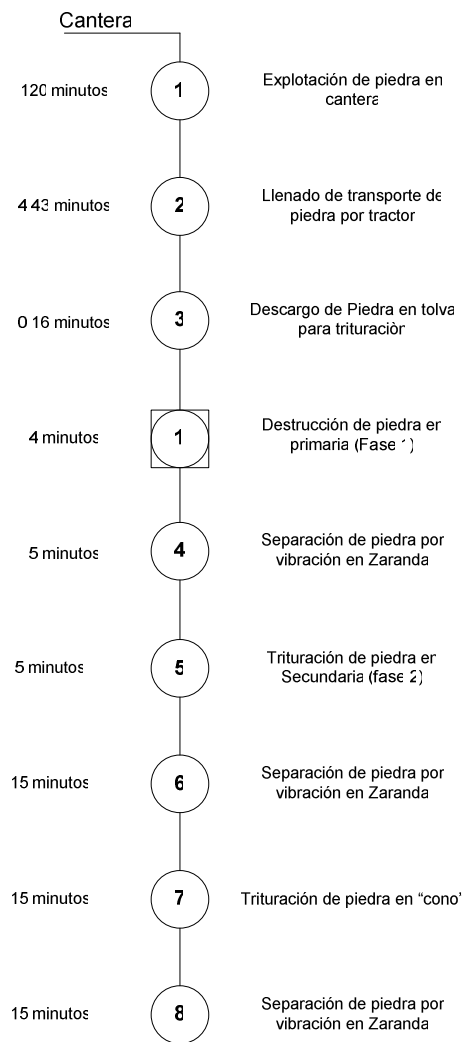 Cantera
120 minutos
1
Explotación de piedra en
cantera
4 43 minutos
2
Llenado de transporte de
piedra por tractor
0 16 minutos
3
Descargo de Piedra en tolva
para trituraciòn
4 minutos
1
Destrucción de piedra en
primaria (Fase 1)
5 minutos
4
Separación de piedra por
vibración en Zaranda
5 minutos
5
Trituración de piedra en
Secundaria (fase 2)
15 minutos
6
Separación de piedra por
vibración en Zaranda
15 minutos
7
Trituración de piedra en “cono”
15 minutos
8
Separación de piedra por
vibración en Zaranda